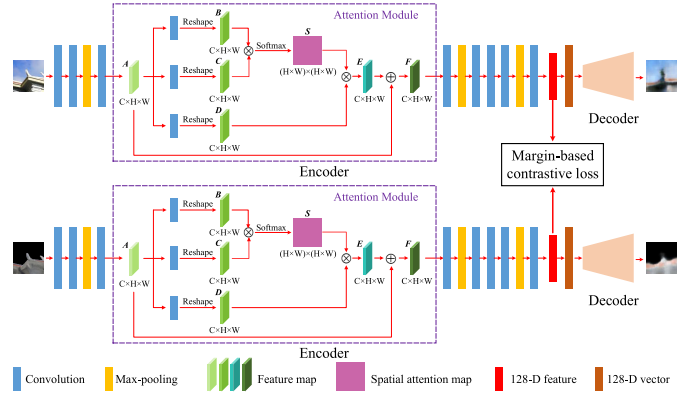 Attention Module
B
Reshape
C×H×W
Softmax
S
(H×W)×(H×W)
A
C×H×W
Reshape
C
C×H×W
E
C×H×W
F
C×H×W
Reshape
D
C×H×W
Encoder
Decoder
Margin-based
contrastive loss
Attention Module
B
Reshape
C×H×W
Softmax
S
(H×W)×(H×W)
A
C×H×W
Reshape
C
C×H×W
E
C×H×W
F
C×H×W
Reshape
D
C×H×W
Encoder
Decoder
Convolution
Max-pooling
Feature map
Spatial attention map
128-D feature
128-D vector